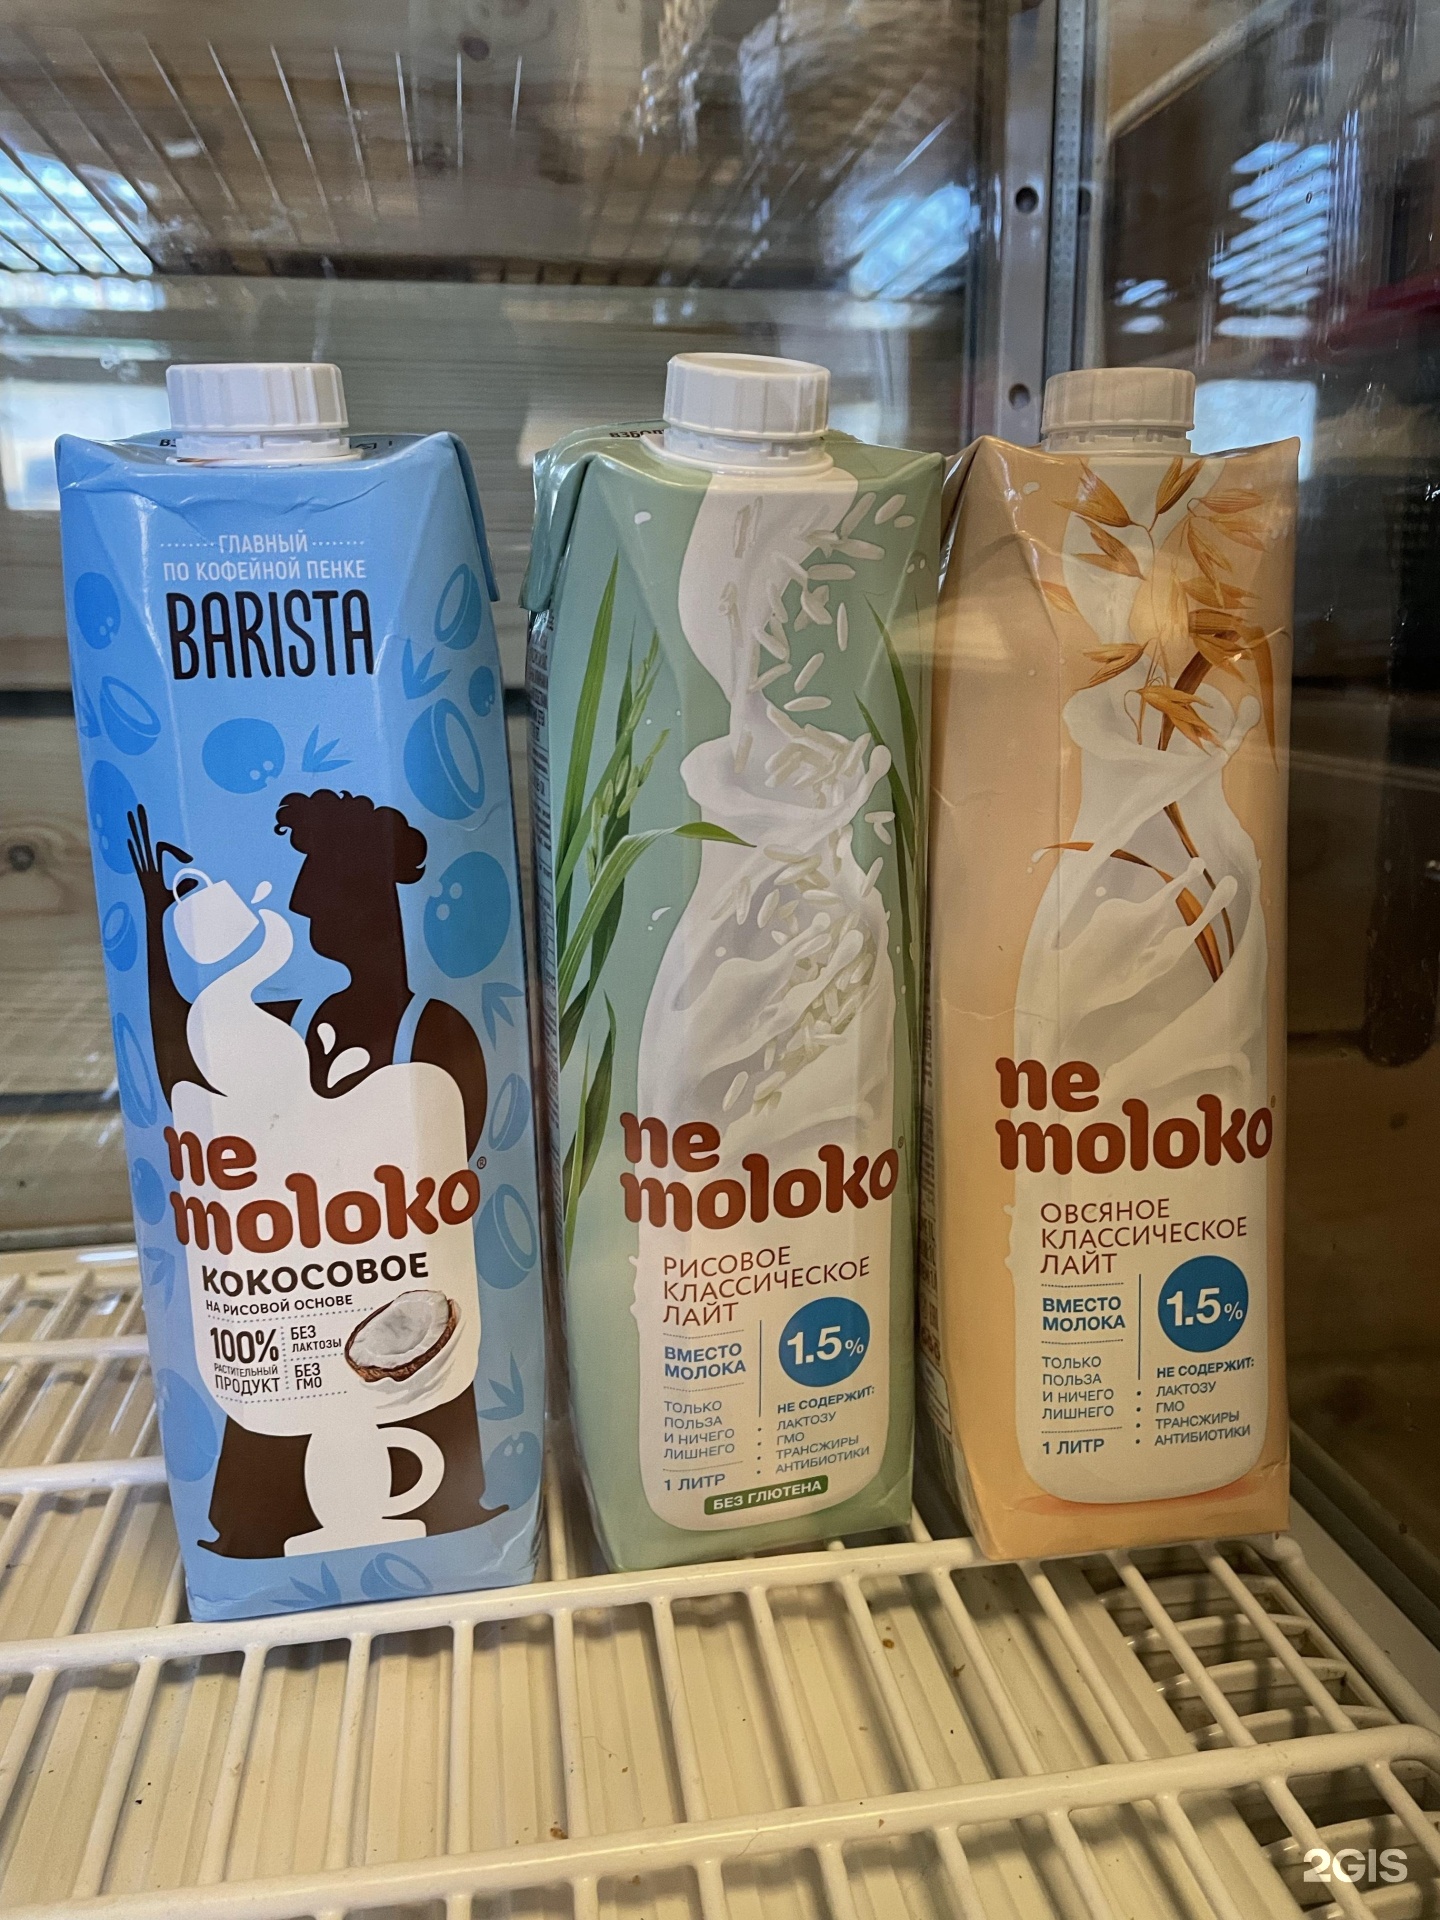 ГЛАВНЫЙ
ПО КОФЕЙНОЙ ПЕНКЕ
BARISTA
ne
moloko®
КОКОСОВОЕ
НА РИСОВОЙ ОСНОВЕ
100%
РАСТИТЕЛЬНЫЙ
ПРОДУКТ
БЕЗ
ЛАКТОЗЫ
БЕЗ
ГМО
ne
moloko®
РИСОВОЕ
КЛАССИЧЕСКОЕ
ЛАЙТ
ВМЕСТО
МОЛОКА
ТОЛЬКО
ПОЛЬЗА
И НИЧЕГО
ЛИШНЕГО
1 ЛИТР
1.5%
НЕ СОДЕРЖИТ:
• ЛАКТОЗУ
• ГМО
• ТРАНСЖИРЫ
• АНТИБИОТИКИ
БЕЗ ГЛЮТЕНА
ne
moloko®
ОВСЯНОЕ
КЛАССИЧЕСКОЕ
ЛАЙТ
ВМЕСТО
МОЛОКА
ТОЛЬКО
ПОЛЬЗА
И НИЧЕГО
ЛИШНЕГО
1 ЛИТР
1.5%
НЕ СОДЕРЖИТ:
• ЛАКТОЗУ
• ГМО
• ТРАНСЖИРЫ
• АНТИБИОТИКИ
2GIS